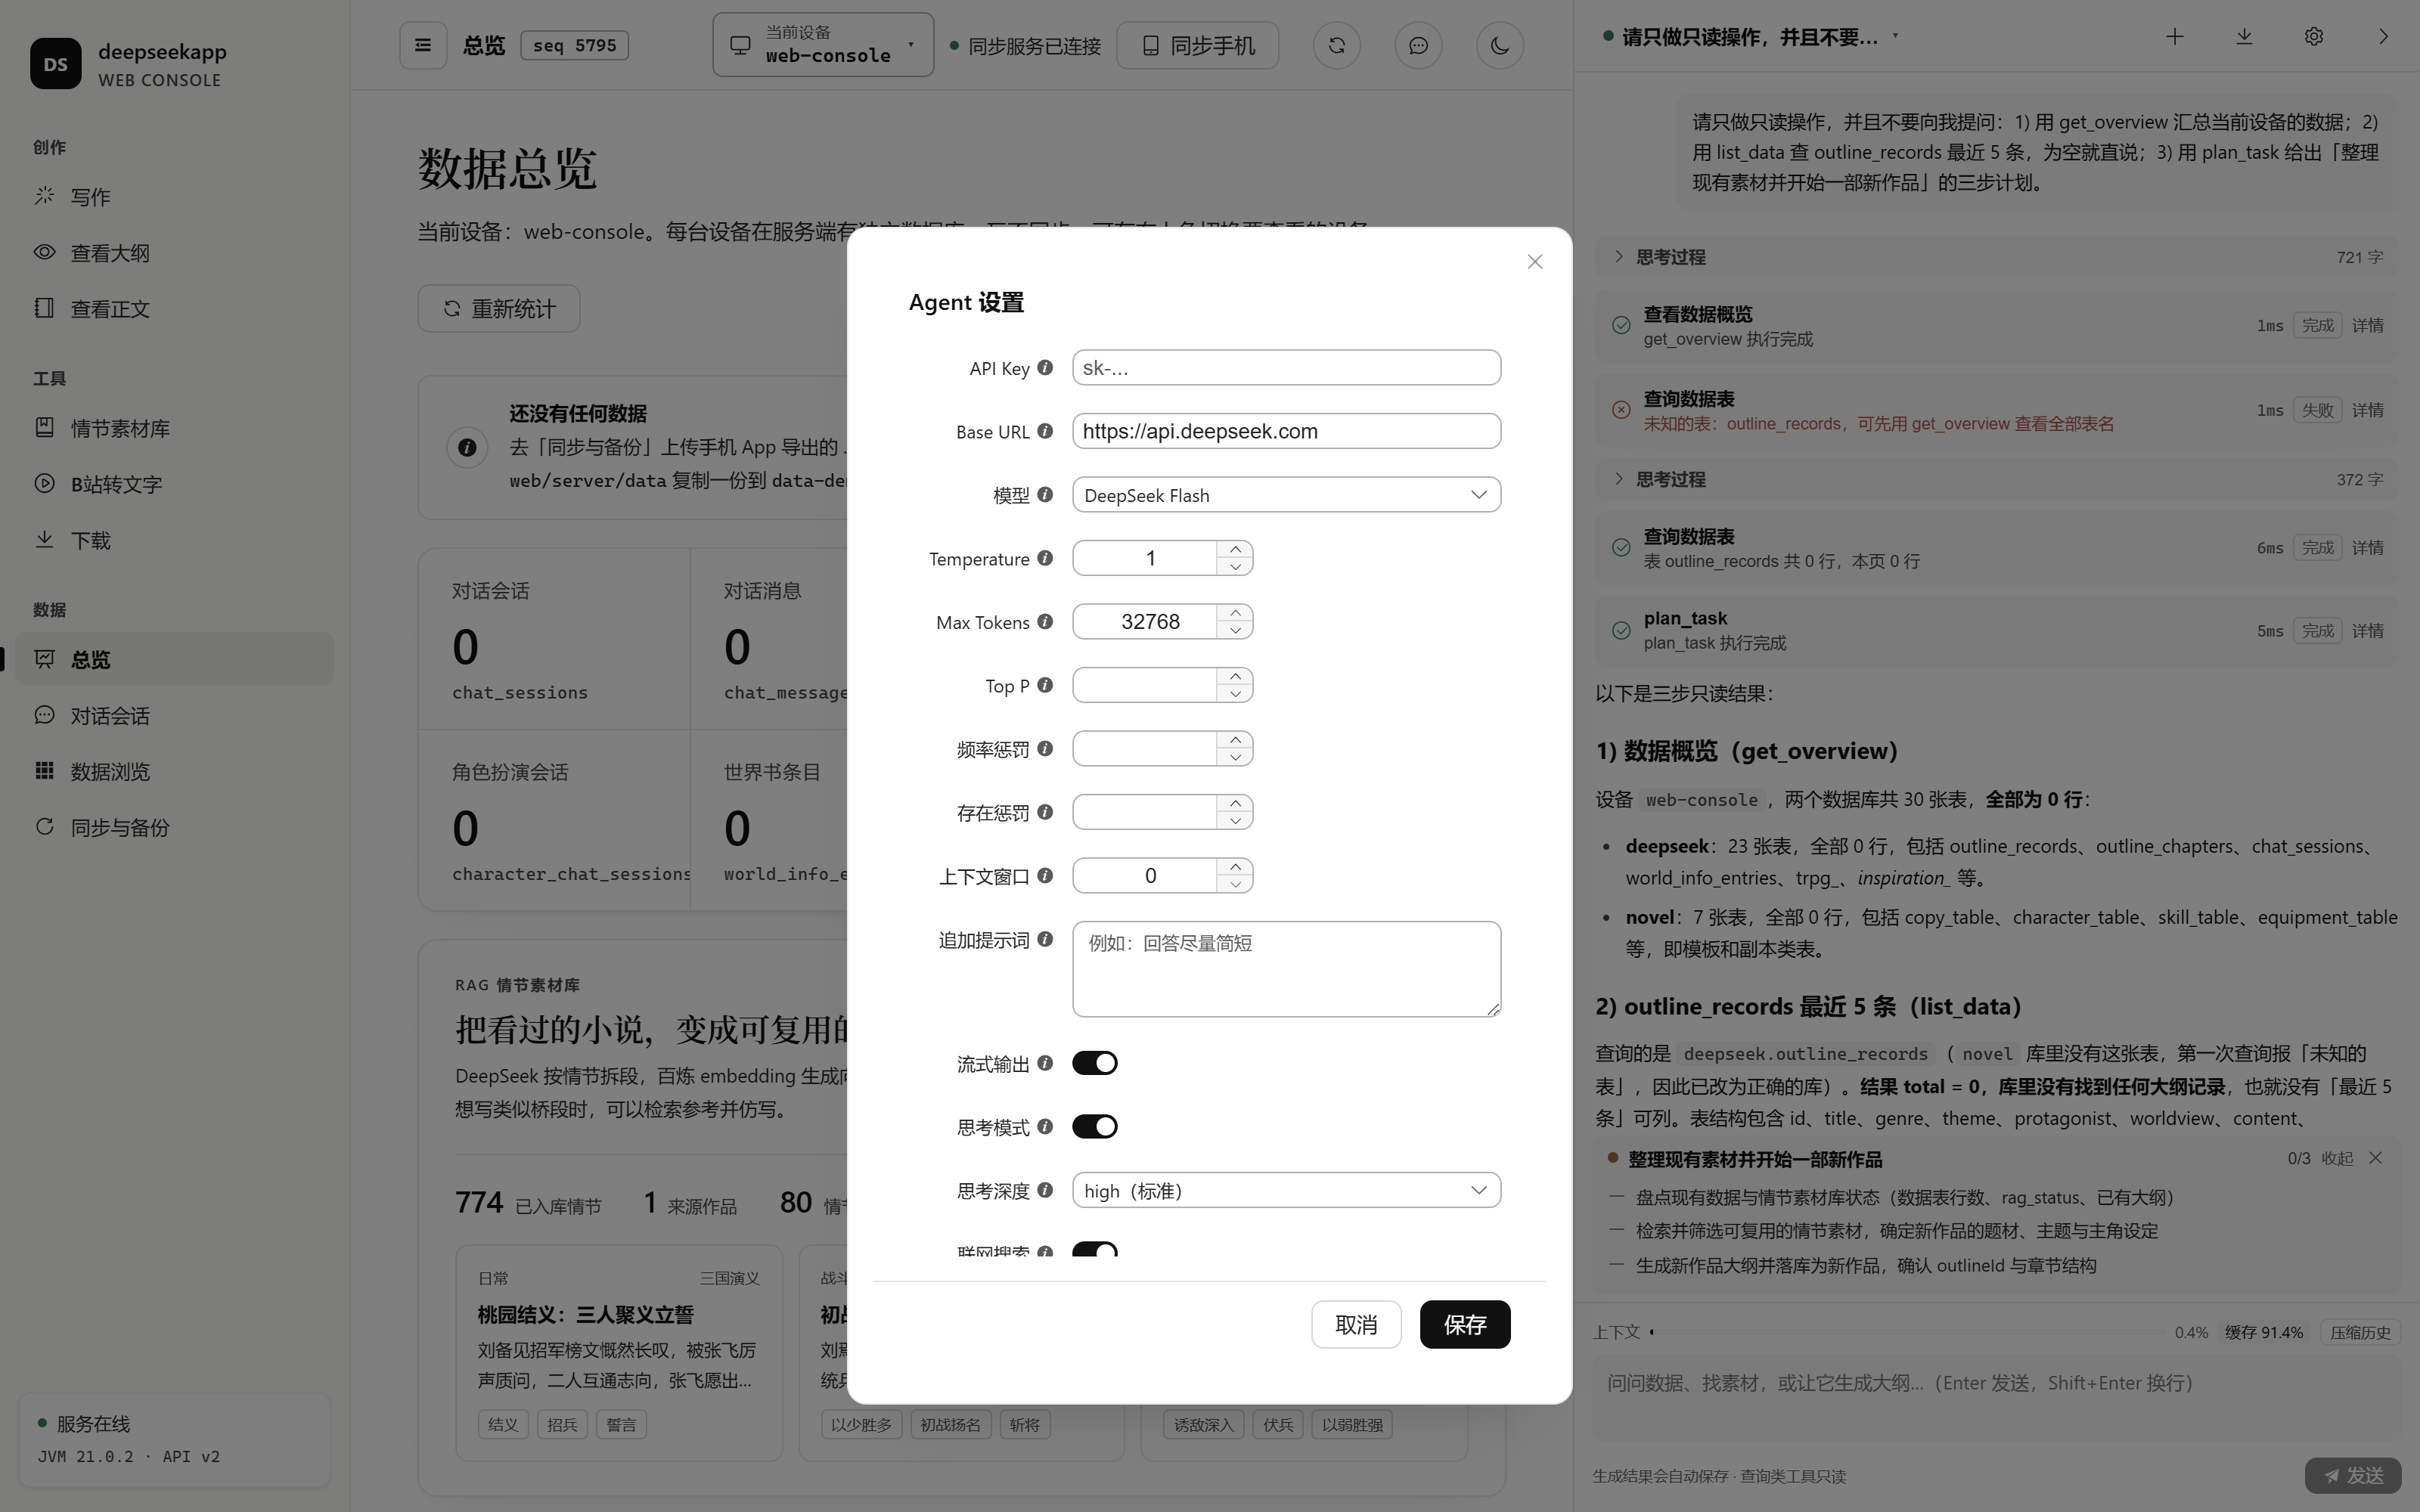 DS
deepseekapp
WEB CONSOLE
创作
写作
查看大纲
查看正文
工具
情节素材库
B站转文字
下载
数据
总览
对话会话
数据浏览
同步与备份
服务在线
JVM 21.0.2 · API v2
总览
seq 5795
当前设备
web-console
同步服务已连接
同步手机
数据总览
当前设备：web-console。每台设备在服务端有
重新统计
还没有任何数据
去「同步与备份」上传手机 App 导出的
web/server/data 复制一份到
对话会话
0
chat_sessions
对话消息
0
角色扮演会话
0
character_chat_sessions
世界书条目
0
RAG 情节素材库
把看过的小说，变成可复用的
DeepSeek 按情节拆段，百炼 embedding 生成
想写类似桥段时，可以检索参考并仿写。
774 已入库情节
1 来源作品
80
日常
三国演义
桃园结义：三人聚义立誓
刘备见招军榜文慨然长叹，被张飞厉
声质问，二人互通志向，张飞愿出...
结义
招兵
誓言
以少胜多
初战扬名
斩将
诱敌深入
伏兵
以弱胜强
Agent 设置
API Key
sk-...
Base URL
https://api.deepseek.com
模型
DeepSeek Flash
Temperature
1
Max Tokens
32768
Top P
频率惩罚
存在惩罚
上下文窗口
0
追加提示词
例如：回答尽量简短
流式输出
思考模式
思考深度
high（标准）
联网搜索
取消
保存
请只做只读操作，并且不要...
请只做只读操作，并且不要向我提问：1) 用 get_overview 汇总当前设备的数据；2)
用 list_data 查 outline_records 最近 5 条，为空就直说；3) 用 plan_task 给出「整理
现有素材并开始一部新作品」的三步计划。
思考过程
721 字
查看数据概览
get_overview 执行完成
1ms 完成 详情
查询数据表
未知的表：outline_records，可先用 get_overview 查看全部表名
1ms 失败 详情
思考过程
372 字
查询数据表
表 outline_records 共 0 行，本页 0 行
6ms 完成 详情
plan_task
plan_task 执行完成
5ms 完成 详情
以下是三步只读结果：
1) 数据概览（get_overview）
设备 web-console，两个数据库共 30 张表，全部为 0 行：
deepseek：23 张表，全部 0 行，包括 outline_records、outline_chapters、chat_sessions、
world_info_entries、trpg_、inspiration_ 等。
novel：7 张表，全部 0 行，包括 copy_table、character_table、skill_table、equipment_table
等，即模板和副本类表。
2) outline_records 最近 5 条（list_data）
查询的是 deepseek.outline_records（novel 库里没有这张表，第一次查询报「未知的
表」，因此已改为正确的库）。结果 total = 0，库里没有找到任何大纲记录，也就没有「最近 5
条」可列。表结构包含 id、title、genre、theme、protagonist、worldview、content、
整理现有素材并开始一部新作品
0/3 收起
盘点现有数据与情节素材库状态（数据表行数、rag_status、已有大纲）
检索并筛选可复用的情节素材，确定新作品的题材、主题与主角设定
生成新作品大纲并落库为新作品，确认 outlineId 与章节结构
上下文
0.4% 缓存 91.4% 压缩历史
问问数据、找素材，或让它生成大纲...（Enter 发送，Shift+Enter 换行）
生成结果会自动保存 · 查询类工具只读
发送